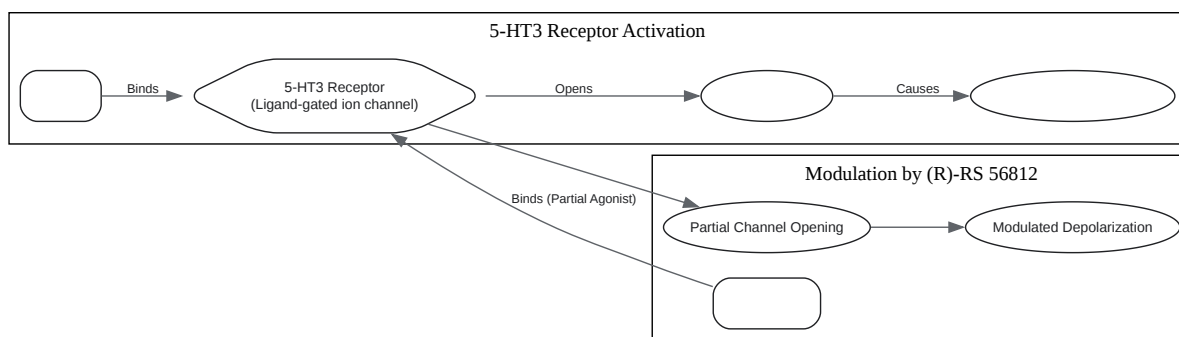 5-HT3 Receptor Activation
Binds
5-HT3 Receptor
(Ligand-gated ion channel)
Opens
Causes
Modulation by (R)-RS 56812
Binds (Partial Agonist)
Partial Channel Opening
Modulated Depolarization